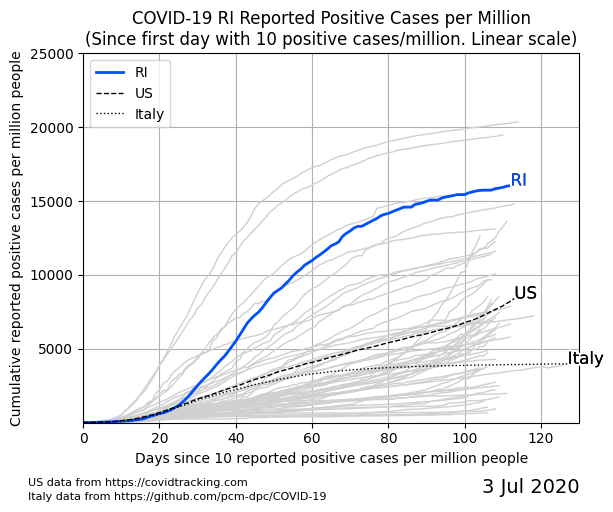 COVID-19 RI Reported Positive Cases per Million
(Since first day with 10 positive cases/million. Linear scale)
Cumulative reported positive cases per million people
25000
20000
15000
10000
5000
RI
US
Italy
RI
US
Italy
0
20
40
60
80
100
120
Days since 10 reported positive cases per million people
US data from https://covidtracking.com
Italy data from https://github.com/pcm-dpc/COVID-19
3 Jul 2020